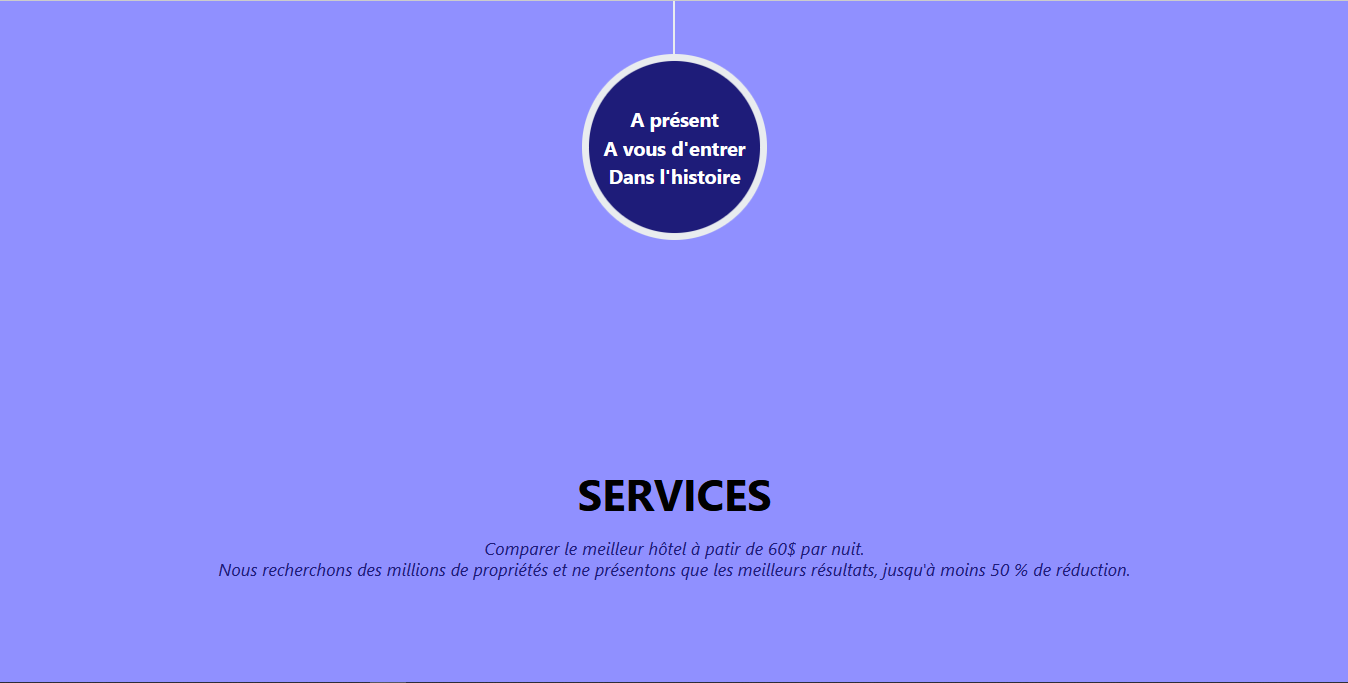 A présent
A vous d'entrer
Dans l'histoire
SERVICES
Comparer le meilleur hôtel à patir de 60$ par nuit.
Nous recherchons des millions de propriétés et ne présentons que les meilleurs résultats, jusqu'à moins 50 % de réduction.